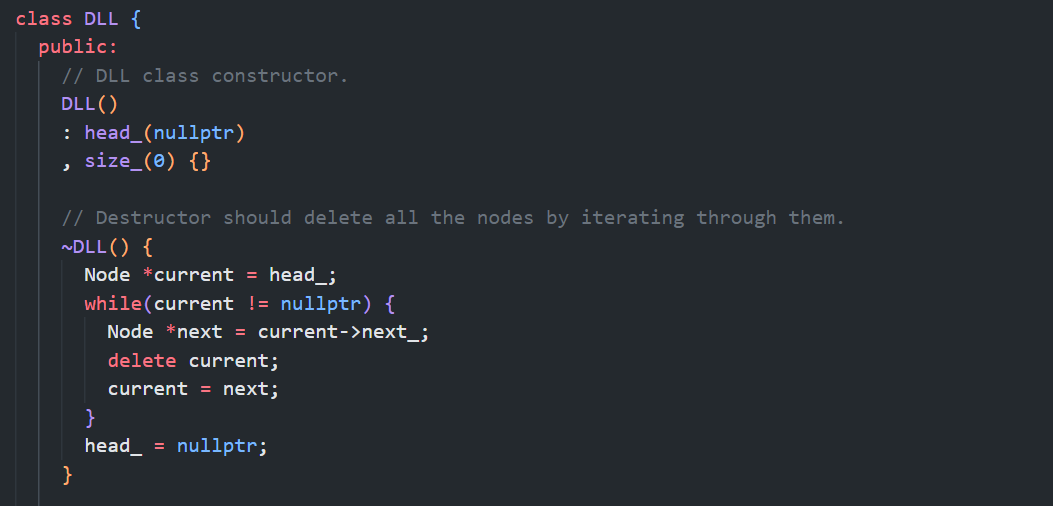 class DLL {
  public:
    // DLL class constructor.
    DLL()
    : head_(nullptr)
    , size_(0) {}

    // Destructor should delete all the nodes by iterating through them.
    ~DLL() {
      Node *current = head_;
      while(current != nullptr) {
        Node *next = current->next_;
        delete current;
        current = next;
      }
      head_ = nullptr;
    }